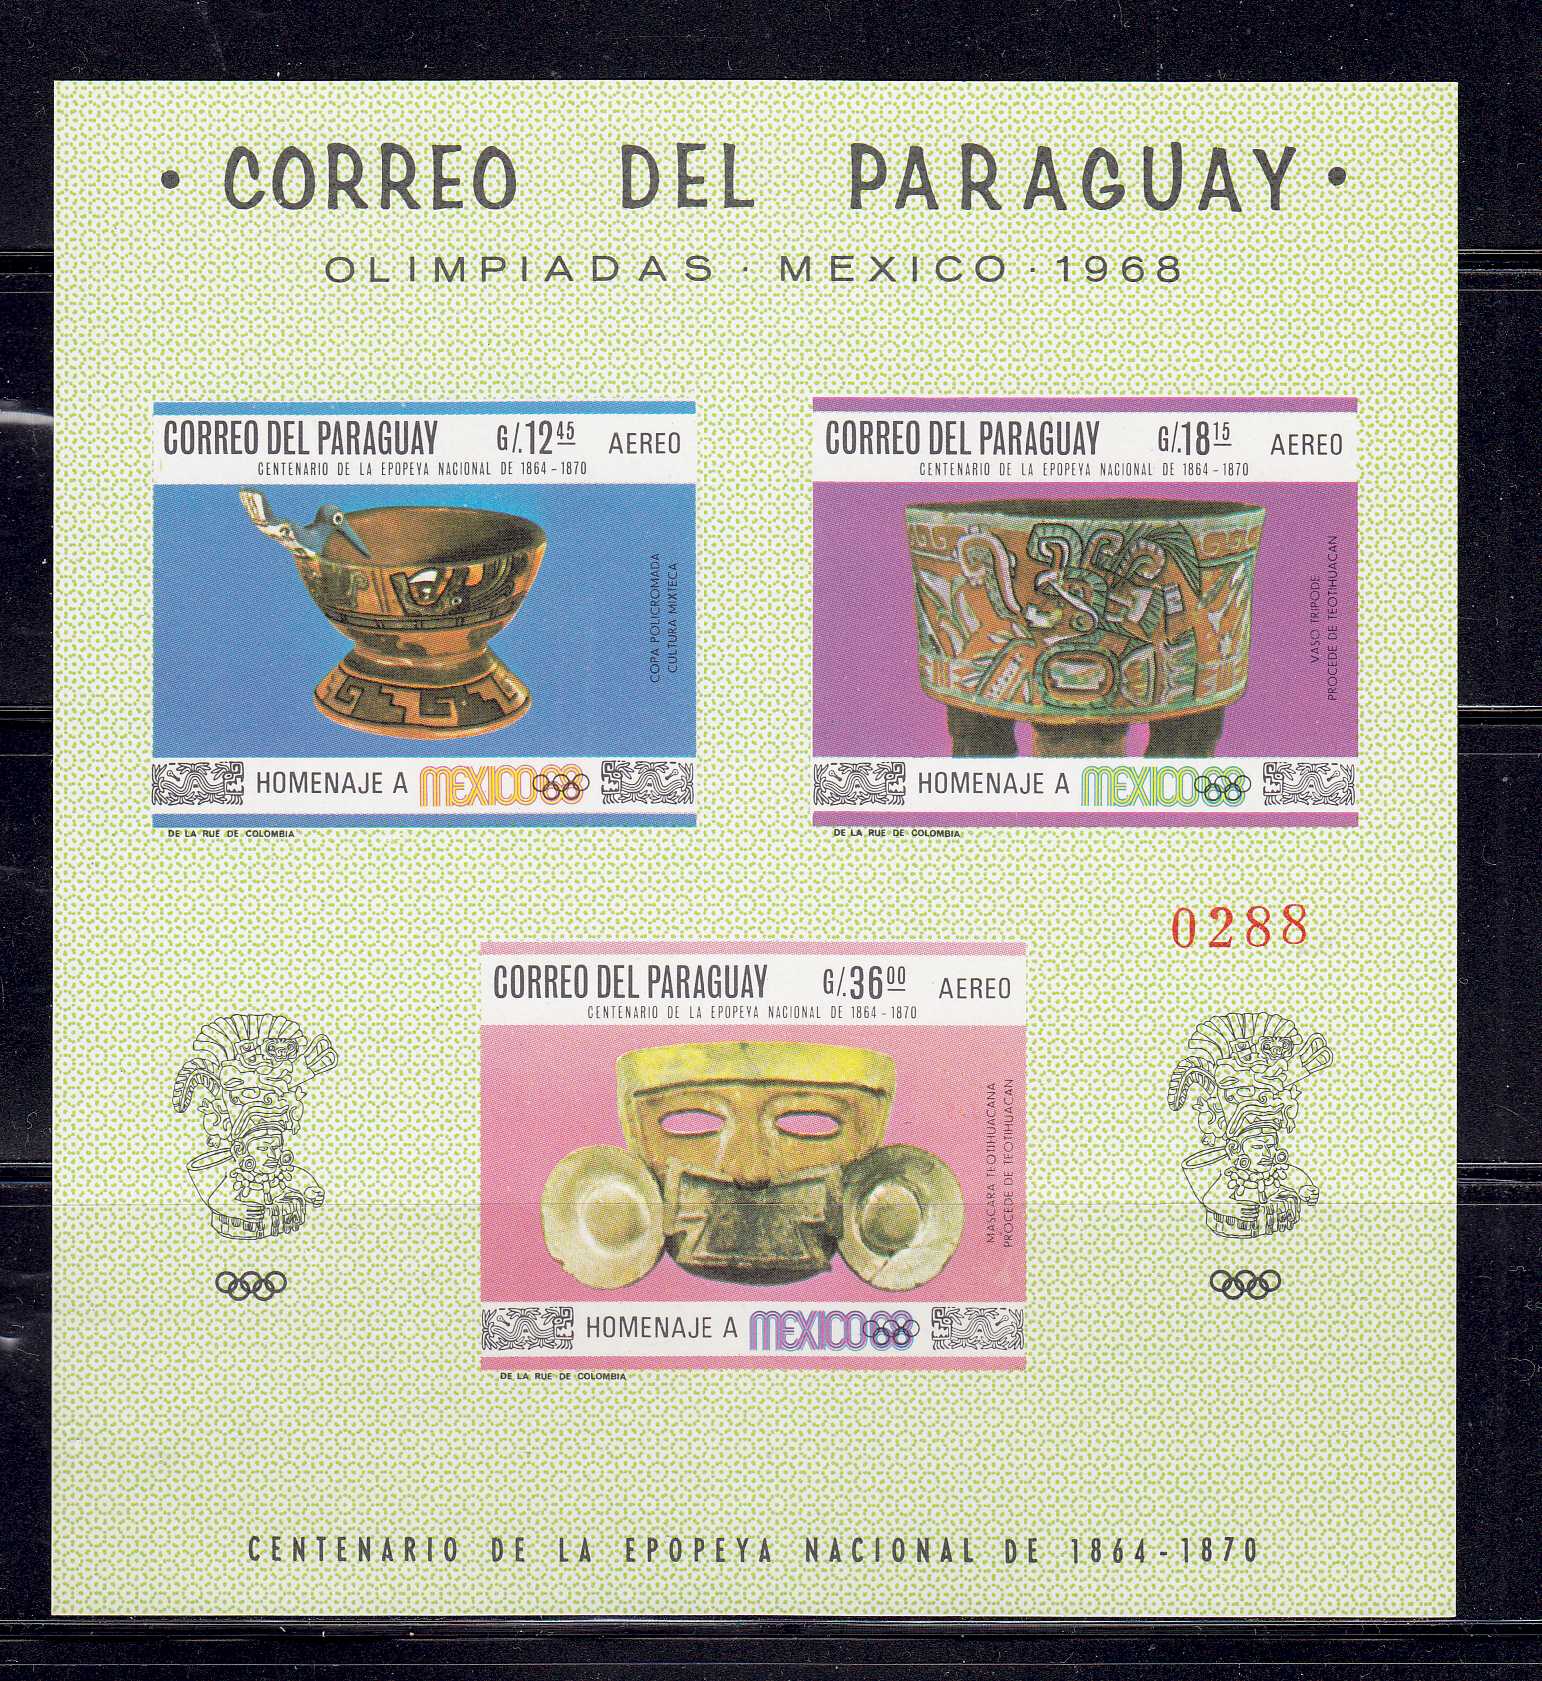 • CORREO DEL PARAGUAY •
OLIMPIADAS · MEXICO · 1968
CORREO DEL PARAGUAY G/.12 45 AEREO
CENTENARIO DE LA EPOPEYA NACIONAL DE 1864-1870
COPA POLICROMADA
CULTURA MIXTECA
HOMENAJE A MEXICO68
DE LA RUE DE COLOMBIA
CORREO DEL PARAGUAY G/.18 15 AEREO
CENTENARIO DE LA EPOPEYA NACIONAL DE 1864-1870
VASO TRIPODE
PROCEDE DE TEOTIHUACAN
HOMENAJE A MEXICO68
DE LA RUE DE COLOMBIA
0288
CORREO DEL PARAGUAY G/.36 00 AEREO
CENTENARIO DE LA EPOPEYA NACIONAL DE 1864-1870
MASCARA TEOTIHUACANA
PROCEDE DE TEOTIHUACAN
HOMENAJE A MEXICO68
DE LA RUE DE COLOMBIA
CENTENARIO DE LA EPOPEYA NACIONAL DE 1864-1870